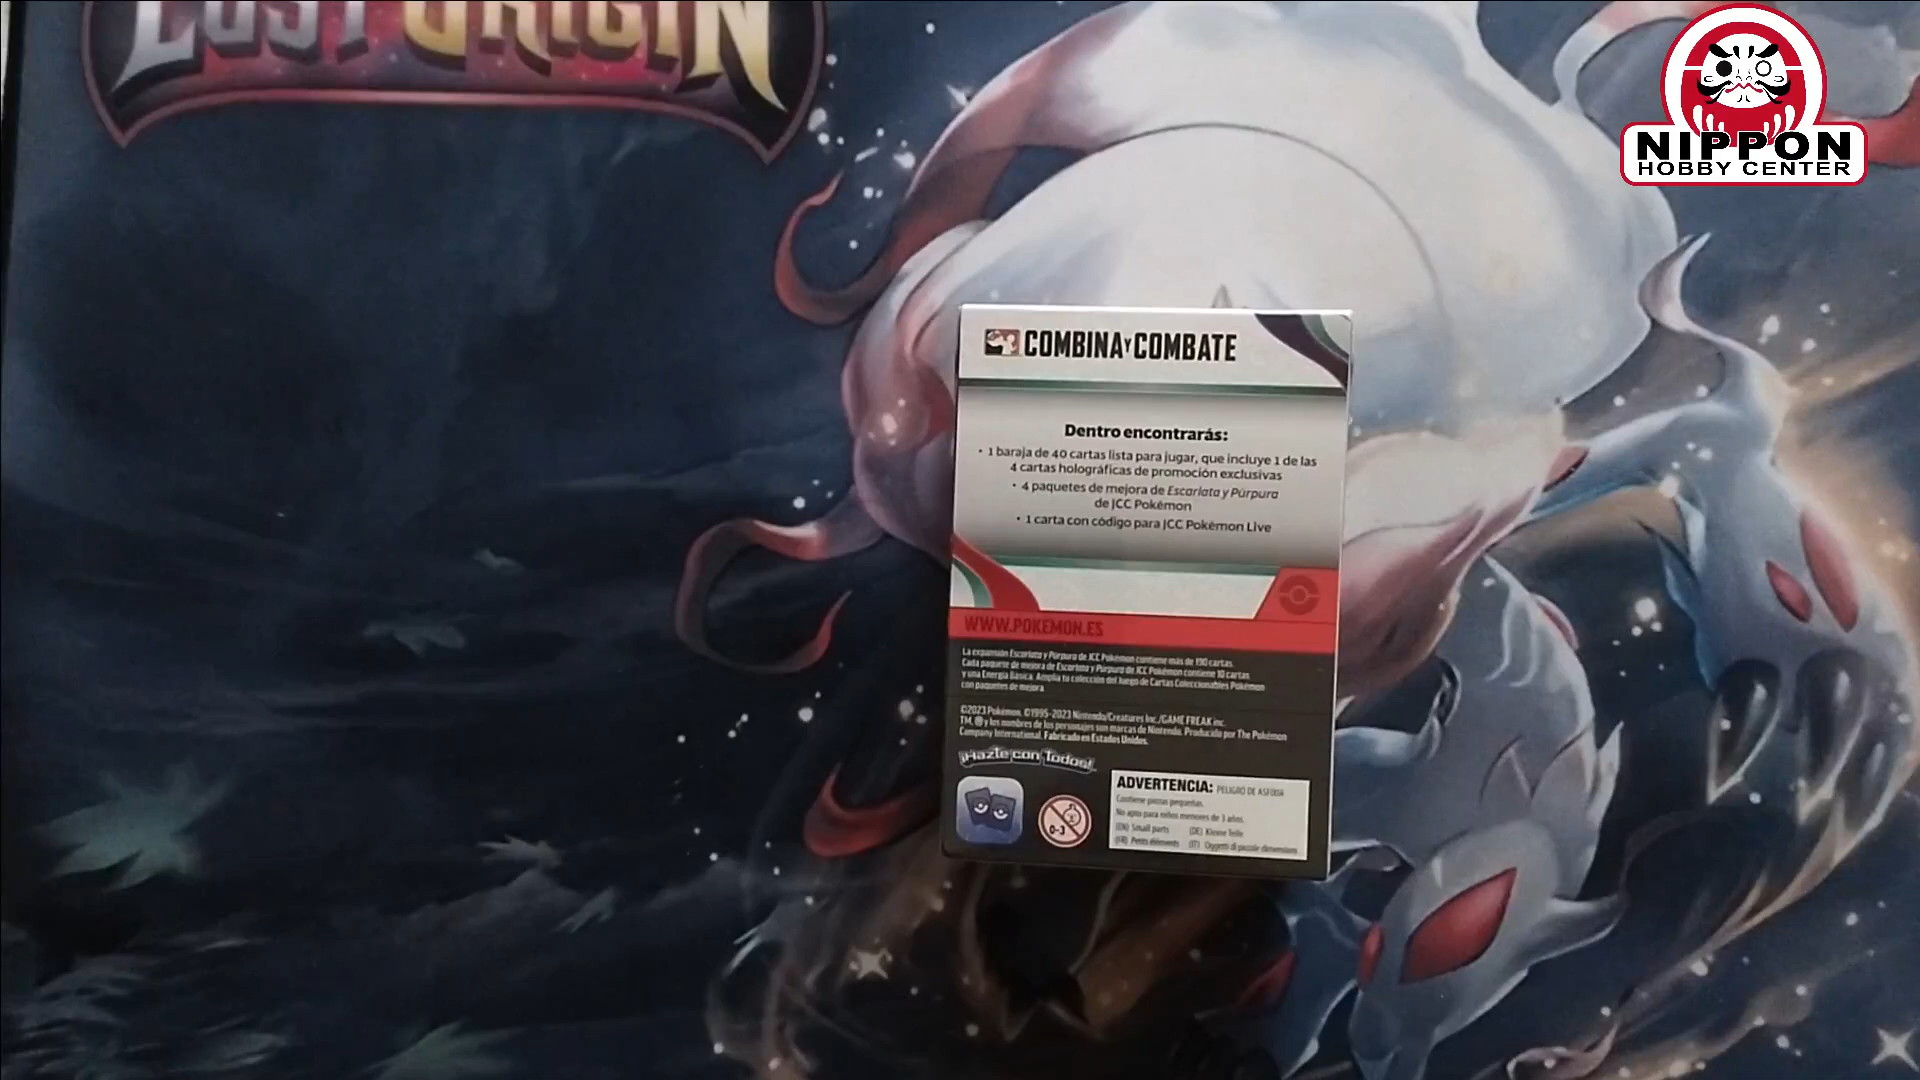 LOST ORIGIN
NIPPON
HOBBY CENTER
COMBINA Y COMBATE
Dentro encontrarás:
• 1 baraja de 40 cartas lista para jugar, que incluye 1 de las
4 cartas holográficas de promoción exclusivas
• 4 paquetes de mejora de Escarlata y Púrpura
de JCC Pokémon
• 1 carta con código para JCC Pokémon Live
WWW.POKEMON.ES
La expansión Escarlata y Púrpura de JCC Pokémon contiene más de 190 cartas.
Cada paquete de mejora de Escarlata y Púrpura de JCC Pokémon contiene 10 cartas
y una Energía Básica. Amplía tu colección del Juego de Cartas Coleccionables Pokémon
con paquetes de mejora.
©2023 Pokémon. ©1995-2023 Nintendo/Creatures Inc./GAME FREAK inc.
TM, ® y los nombres de los personajes son marcas de Nintendo. Producido por The Pokémon
Company International. Fabricado en Estados Unidos.
¡Hazte con Todos!
0-3
ADVERTENCIA: PELIGRO DE ASFIXIA
Contiene piezas pequeñas.
No apto para niños menores de 3 años.
(EN) Small parts (DE) Kleine Teile
(FR) Petits éléments (IT) Oggetti di piccole dimensioni